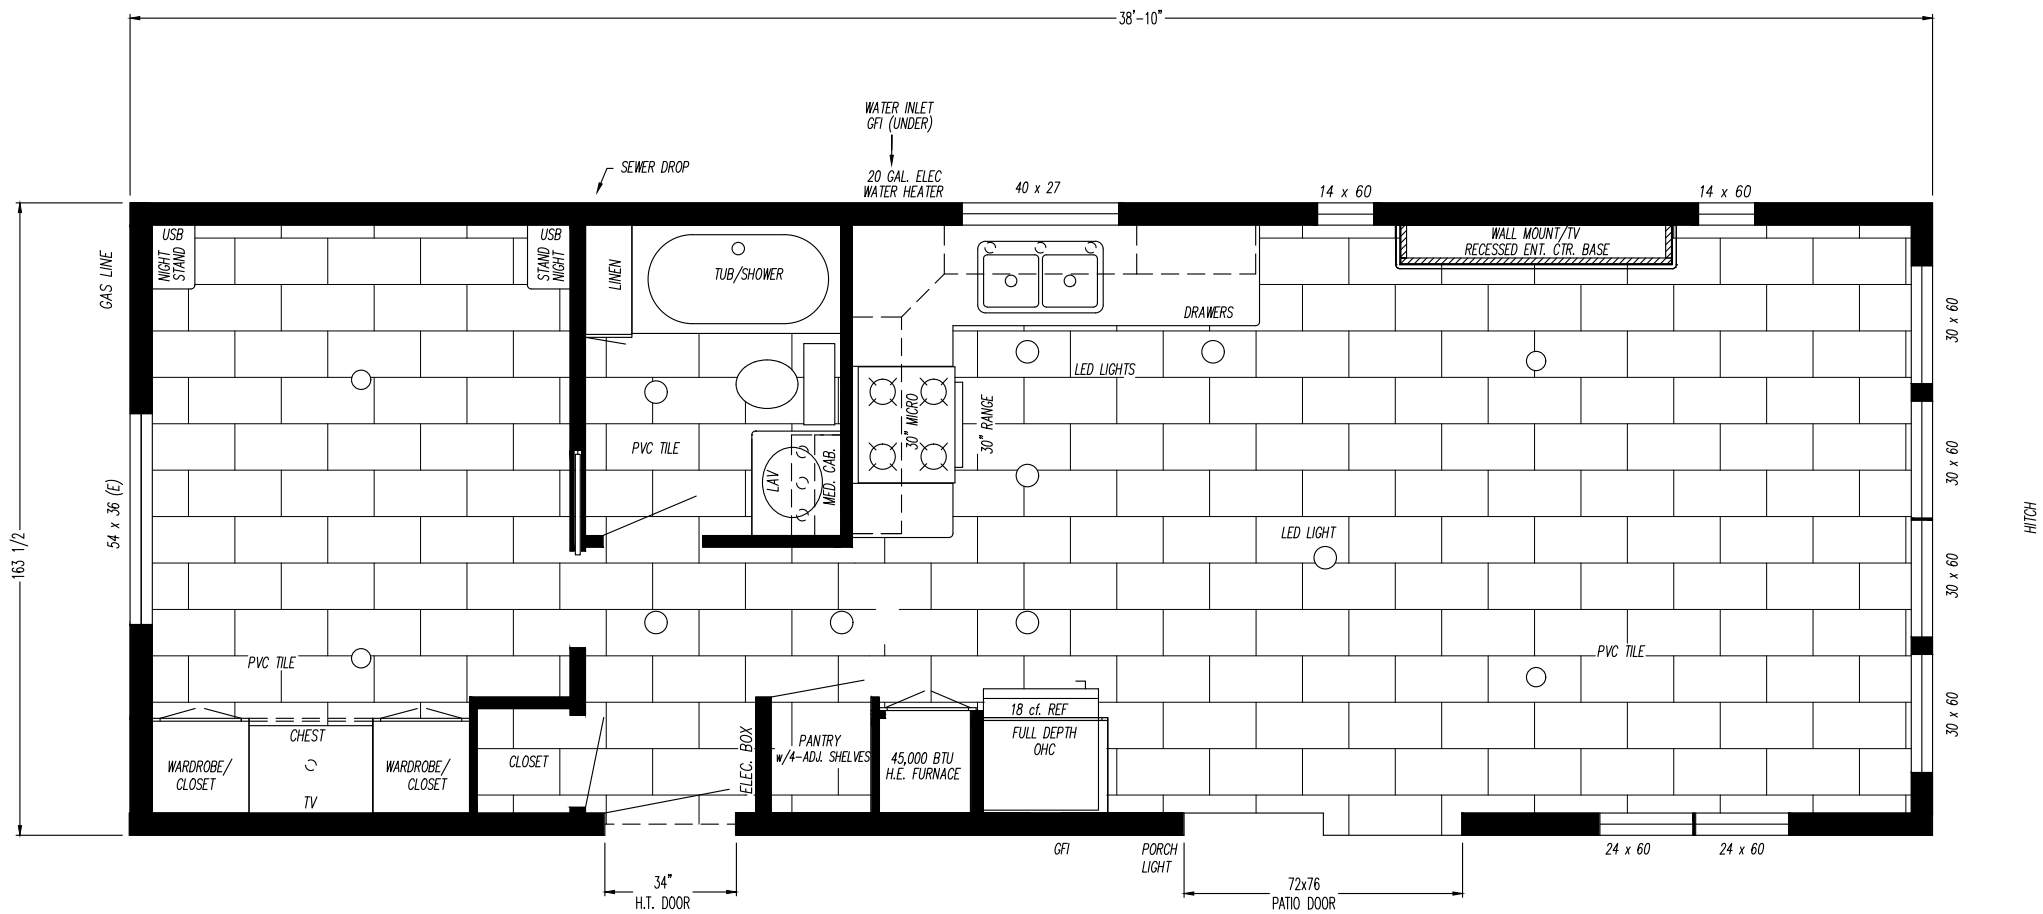 38'-10"
WATER INLET
GFI (UNDER)
SEWER DROP
20 GAL. ELEC
WATER HEATER
40 x 27
14 x 60
14 x 60
USB
NIGHT
STAND
USB
STAND
NIGHT
LINEN
TUB/SHOWER
WALL MOUNT/TV
RECESSED ENT. CTR. BASE
GAS LINE
DRAWERS
30 x 60
LED LIGHTS
30" MICRO
30" RANGE
PVC TILE
LAV
MED. CAB.
30 x 60
54 x 36 (E)
163 1/2
LED LIGHT
HITCH
30 x 60
PVC TILE
PVC TILE
30 x 60
18 cf. REF
FULL DEPTH
OHC
CHEST
WARDROBE/
CLOSET
TV
WARDROBE/
CLOSET
CLOSET
ELEC. BOX
PANTRY
w/4-ADJ. SHELVES
45,000 BTU
H.E. FURNACE
GFI
PORCH
LIGHT
24 x 60
24 x 60
34"
H.T. DOOR
72x76
PATIO DOOR